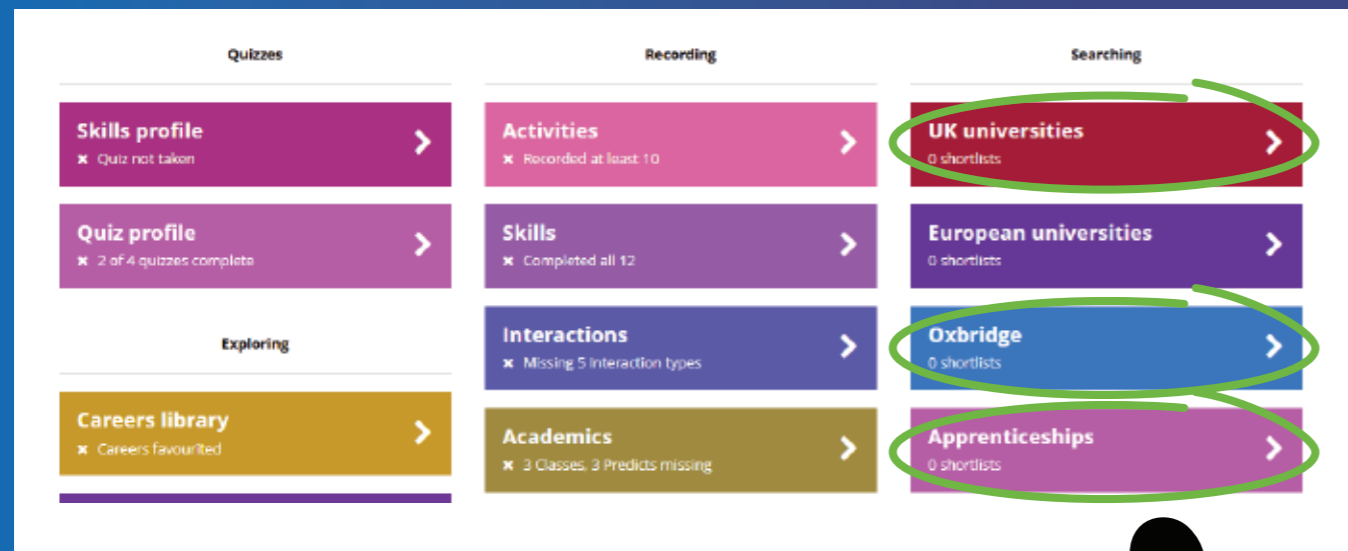 Quizzes
Skills profile
✖ Quiz not taken
Quiz profile
✖ 2 of 4 quizzes complete
Exploring
Careers library
✖ Careers favourited
Recording
Activities
✖ Recorded at least 10
Skills
✖ Completed all 12
Interactions
✖ Missing 5 interaction types
Academics
✖ 3 Classes, 3 Predicts missing
Searching
UK universities
0 shortlists
European universities
0 shortlists
Oxbridge
0 shortlists
Apprenticeships
0 shortlists